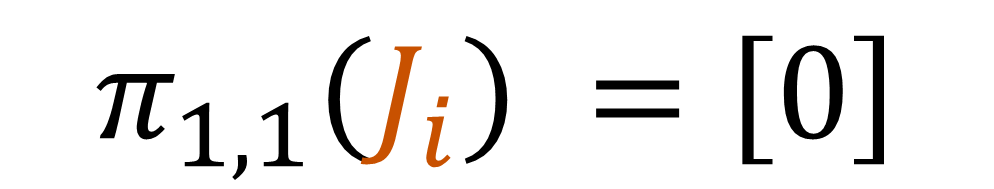 π₁,₁(Jᵢ) = [0]